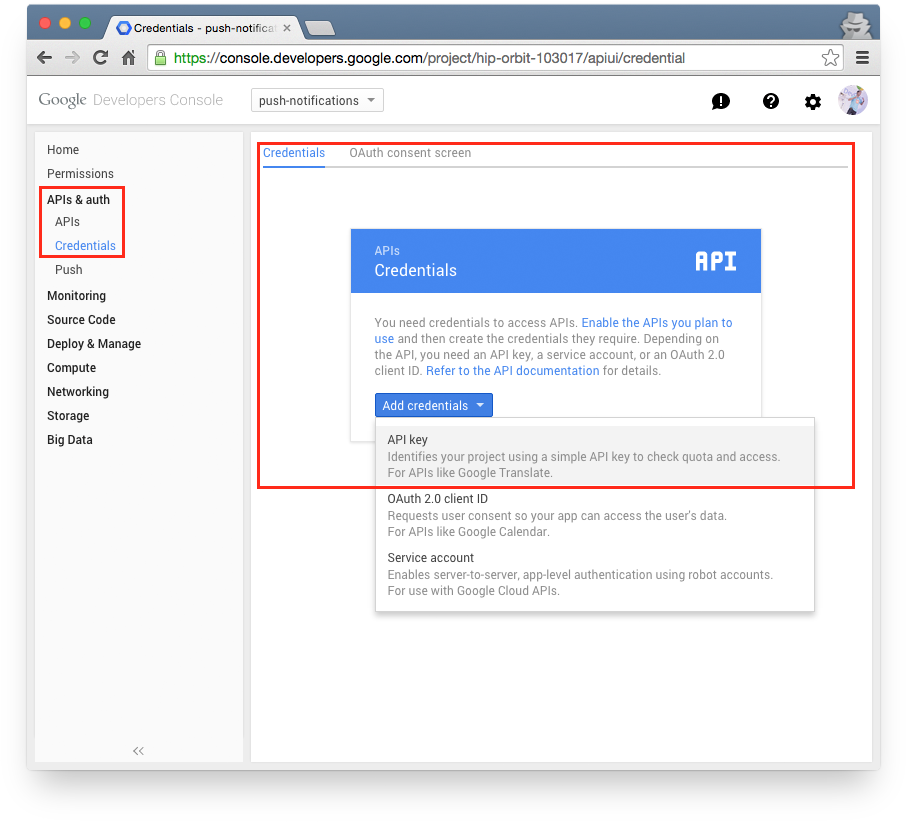 Credentials - push-notificat
https://console.developers.google.com/project/hip-orbit-103017/apiui/credential
Google Developers Console
push-notifications
Home
Permissions
APIs & auth
APIs
Credentials
Push
Monitoring
Source Code
Deploy & Manage
Compute
Networking
Storage
Big Data
Credentials
OAuth consent screen
APIs
Credentials
API
You need credentials to access APIs. Enable the APIs you plan to
use and then create the credentials they require. Depending on
the API, you need an API key, a service account, or an OAuth 2.0
client ID. Refer to the API documentation for details.
Add credentials
API key
Identifies your project using a simple API key to check quota and access.
For APIs like Google Translate.
OAuth 2.0 client ID
Requests user consent so your app can access the user's data.
For APIs like Google Calendar.
Service account
Enables server-to-server, app-level authentication using robot accounts.
For use with Google Cloud APIs.